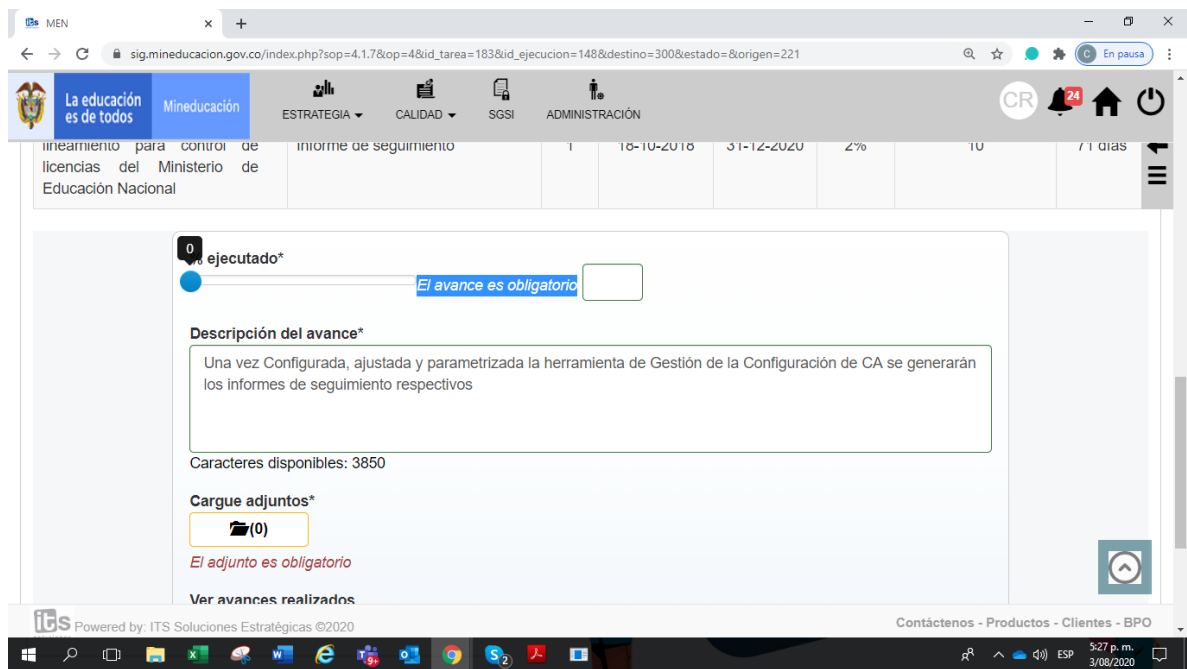 MEN
sig.mineducacion.gov.co/index.php?sop=4.1.7&op=4&id_tarea=183&id_ejecucion=148&destino=300&estado=&origen=221
C En pausa
La educación
es de todos
Mineducación
ESTRATEGIA
CALIDAD
SGSI
ADMINISTRACIÓN
CR
24
lineamiento para control de
licencias del Ministerio de
Educación Nacional
Informe de seguimiento
1
18-10-2018
31-12-2020
2%
10
71 días
0
% ejecutado*
El avance es obligatorio
Descripción del avance*
Una vez Configurada, ajustada y parametrizada la herramienta de Gestión de la Configuración de CA se generarán
los informes de seguimiento respectivos
Caracteres disponibles: 3850
Cargue adjuntos*
(0)
El adjunto es obligatorio
Ver avances realizados
its Powered by: ITS Soluciones Estratégicas ©2020
Contáctenos - Productos - Clientes - BPO
ESP
5:27 p. m.
3/08/2020